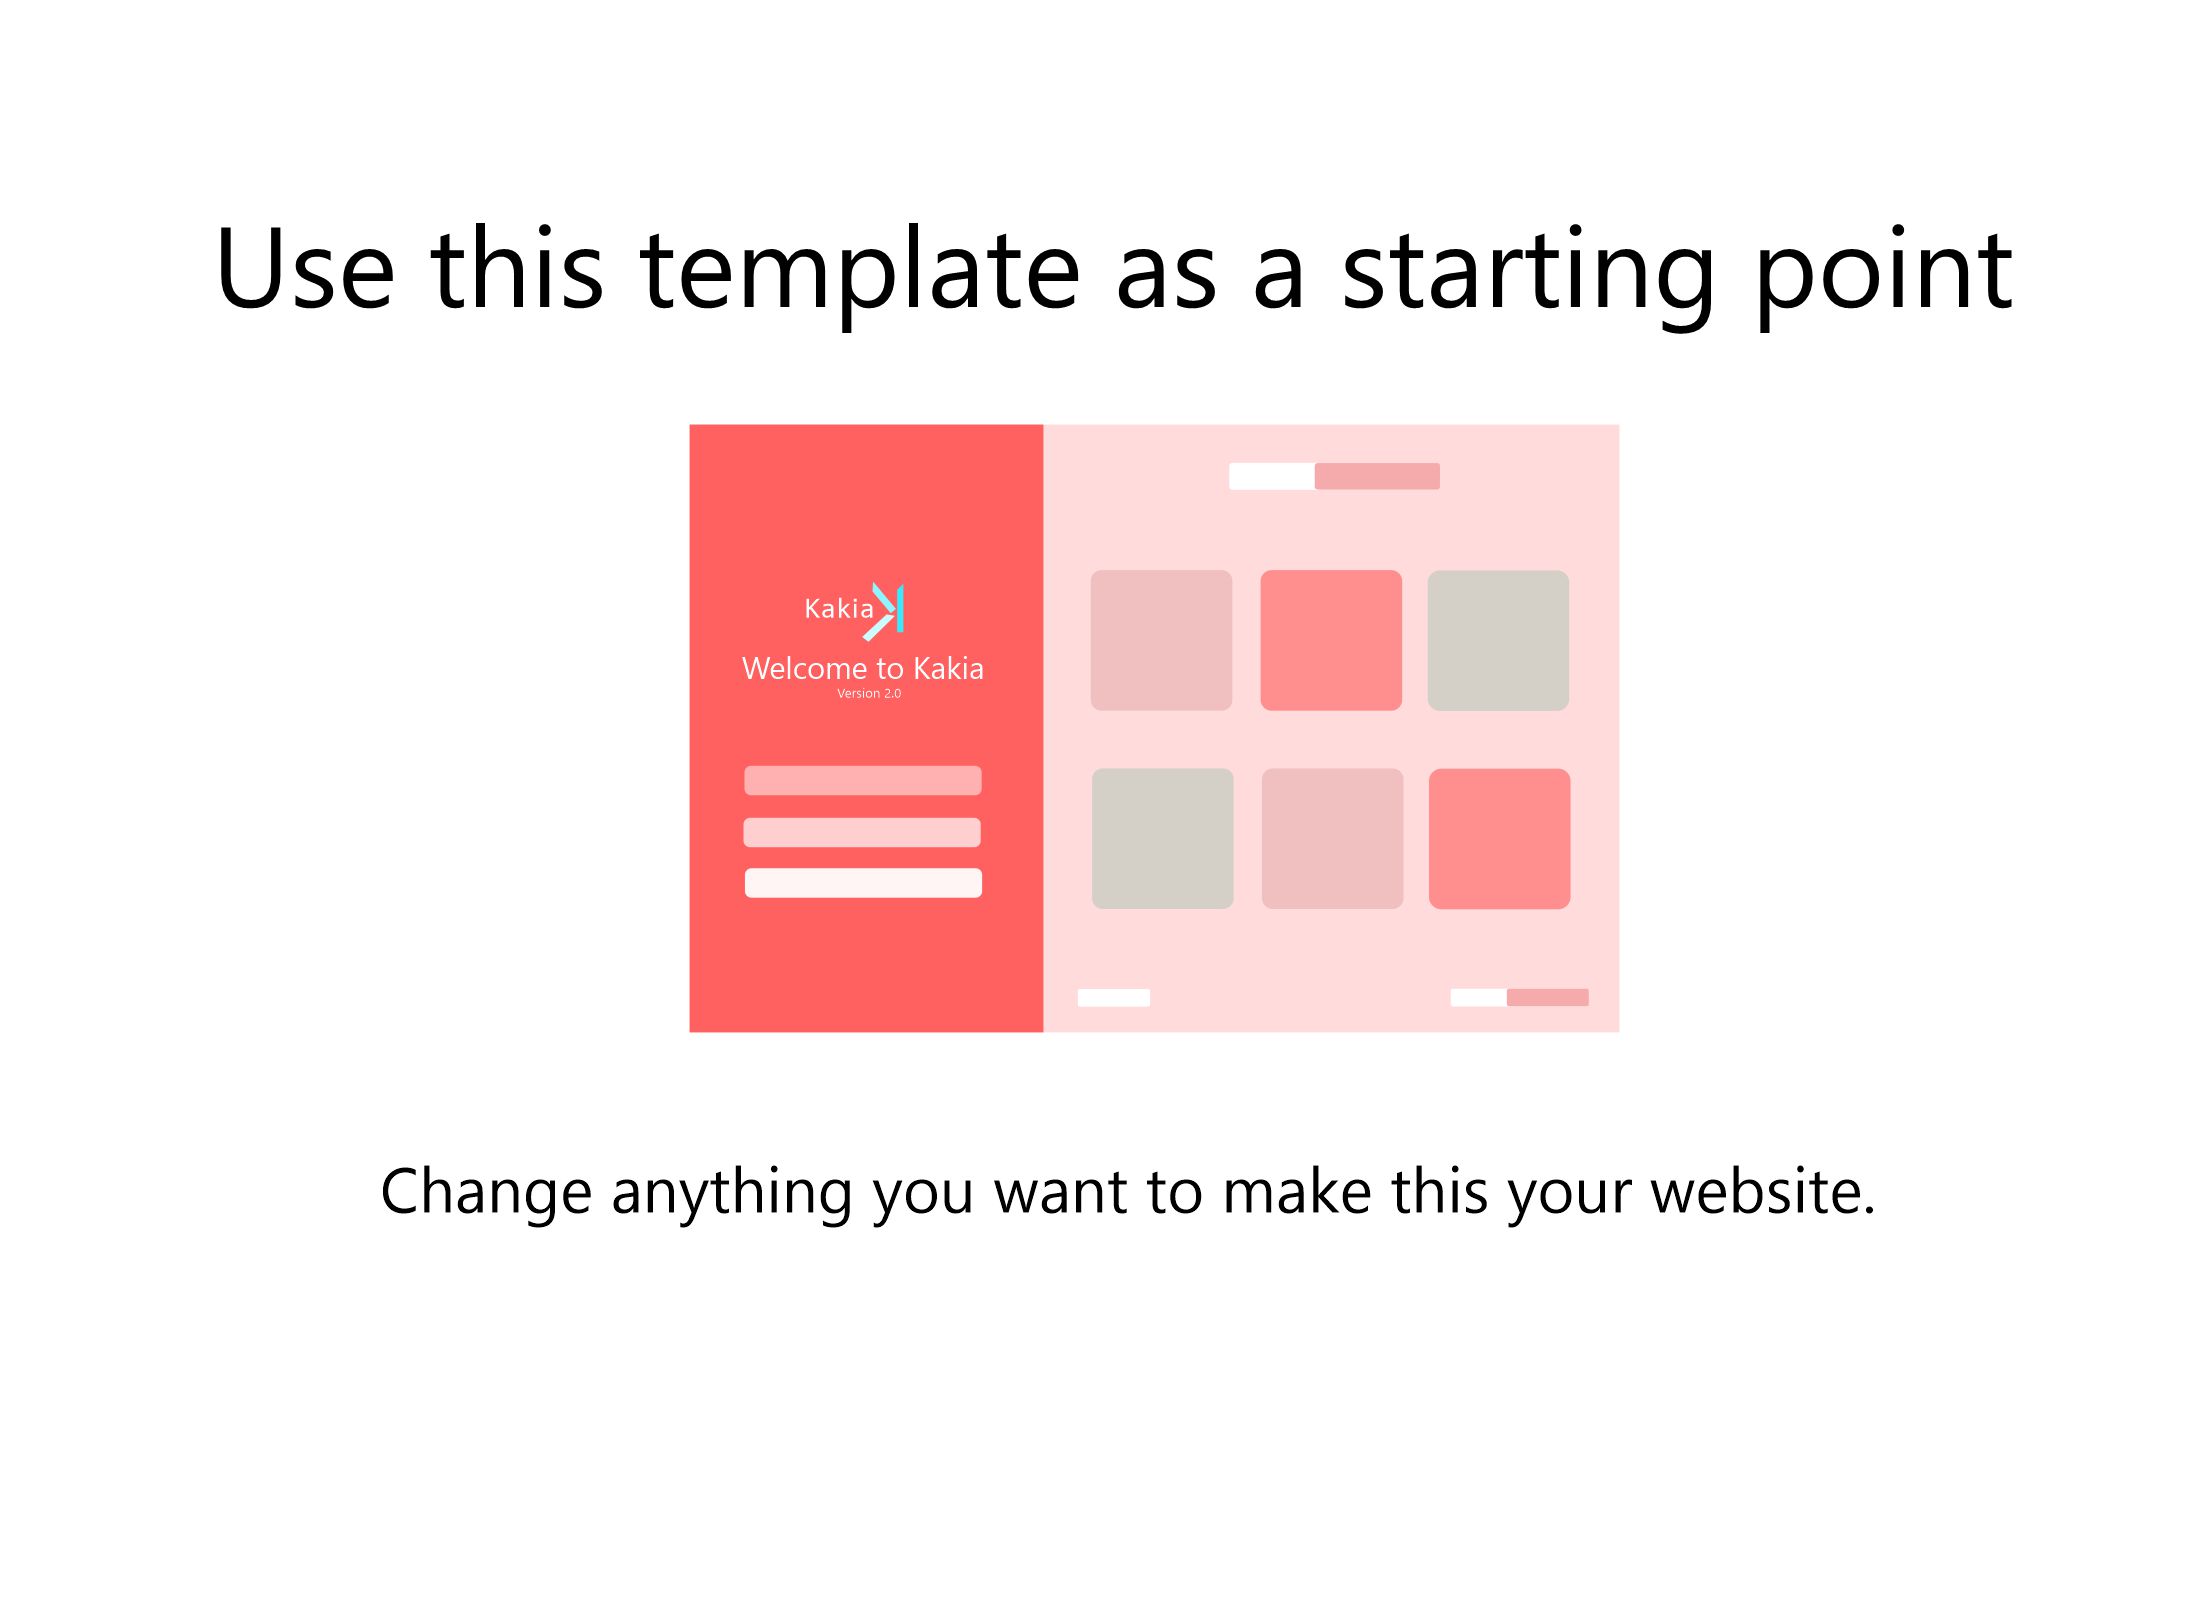 Use this template as a starting point
Kakia
Welcome to Kakia
Version 2.0
Change anything you want to make this your website.